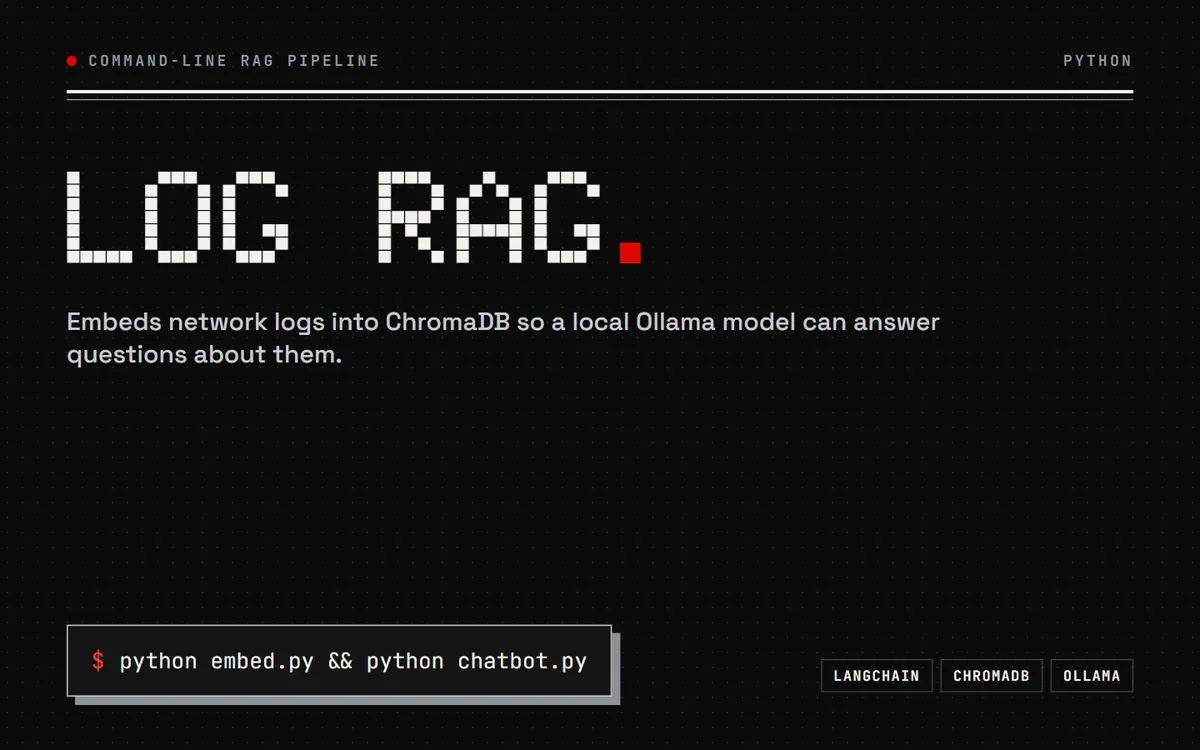 COMMAND-LINE RAG PIPELINE
PYTHON
LOG RAG.
Embeds network logs into ChromaDB so a local Ollama model can answer
questions about them.
$ python embed.py && python chatbot.py
LANGCHAIN
CHROMADB
OLLAMA